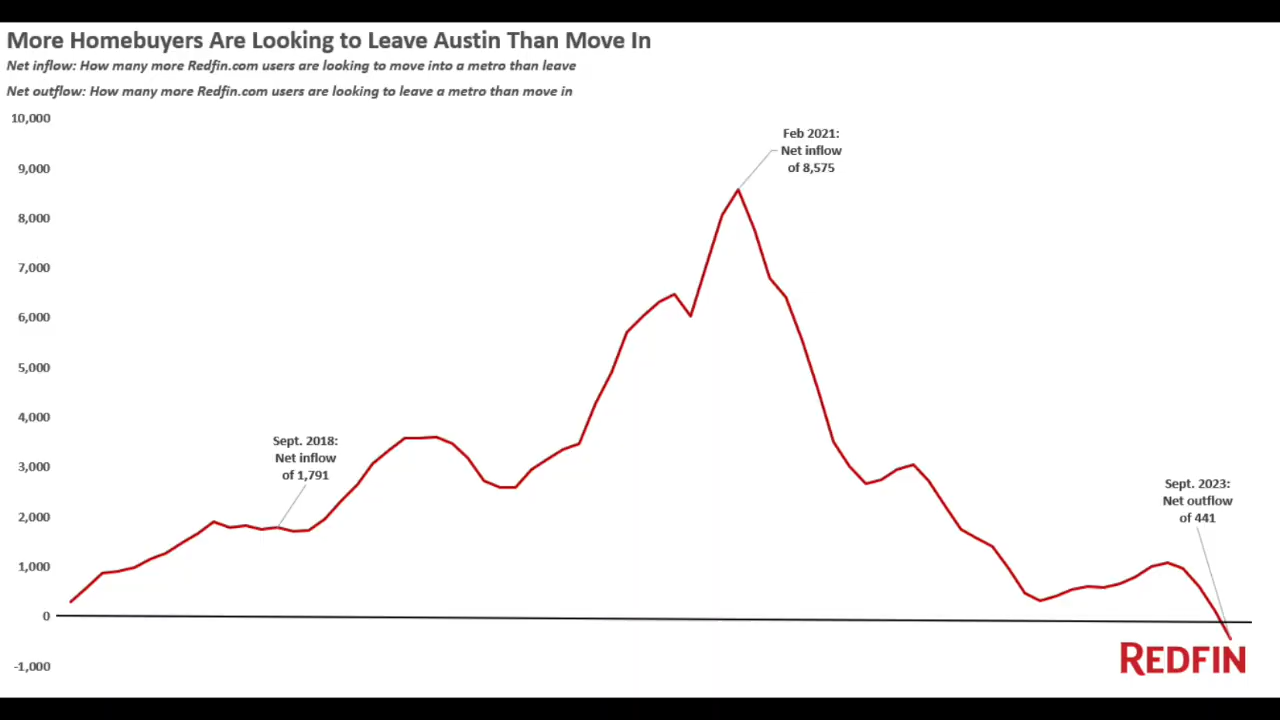 More Homebuyers Are Looking to Leave Austin Than Move In
Net inflow: How many more Redfin.com users are looking to move into a metro than leave
Net outflow: How many more Redfin.com users are looking to leave a metro than move in
10,000
9,000
8,000
7,000
6,000
5,000
4,000
3,000
2,000
1,000
0
-1,000
Sept. 2018:
Net inflow
of 1,791
Feb 2021:
Net inflow
of 8,575
Sept. 2023:
Net outflow
of 441
REDFIN